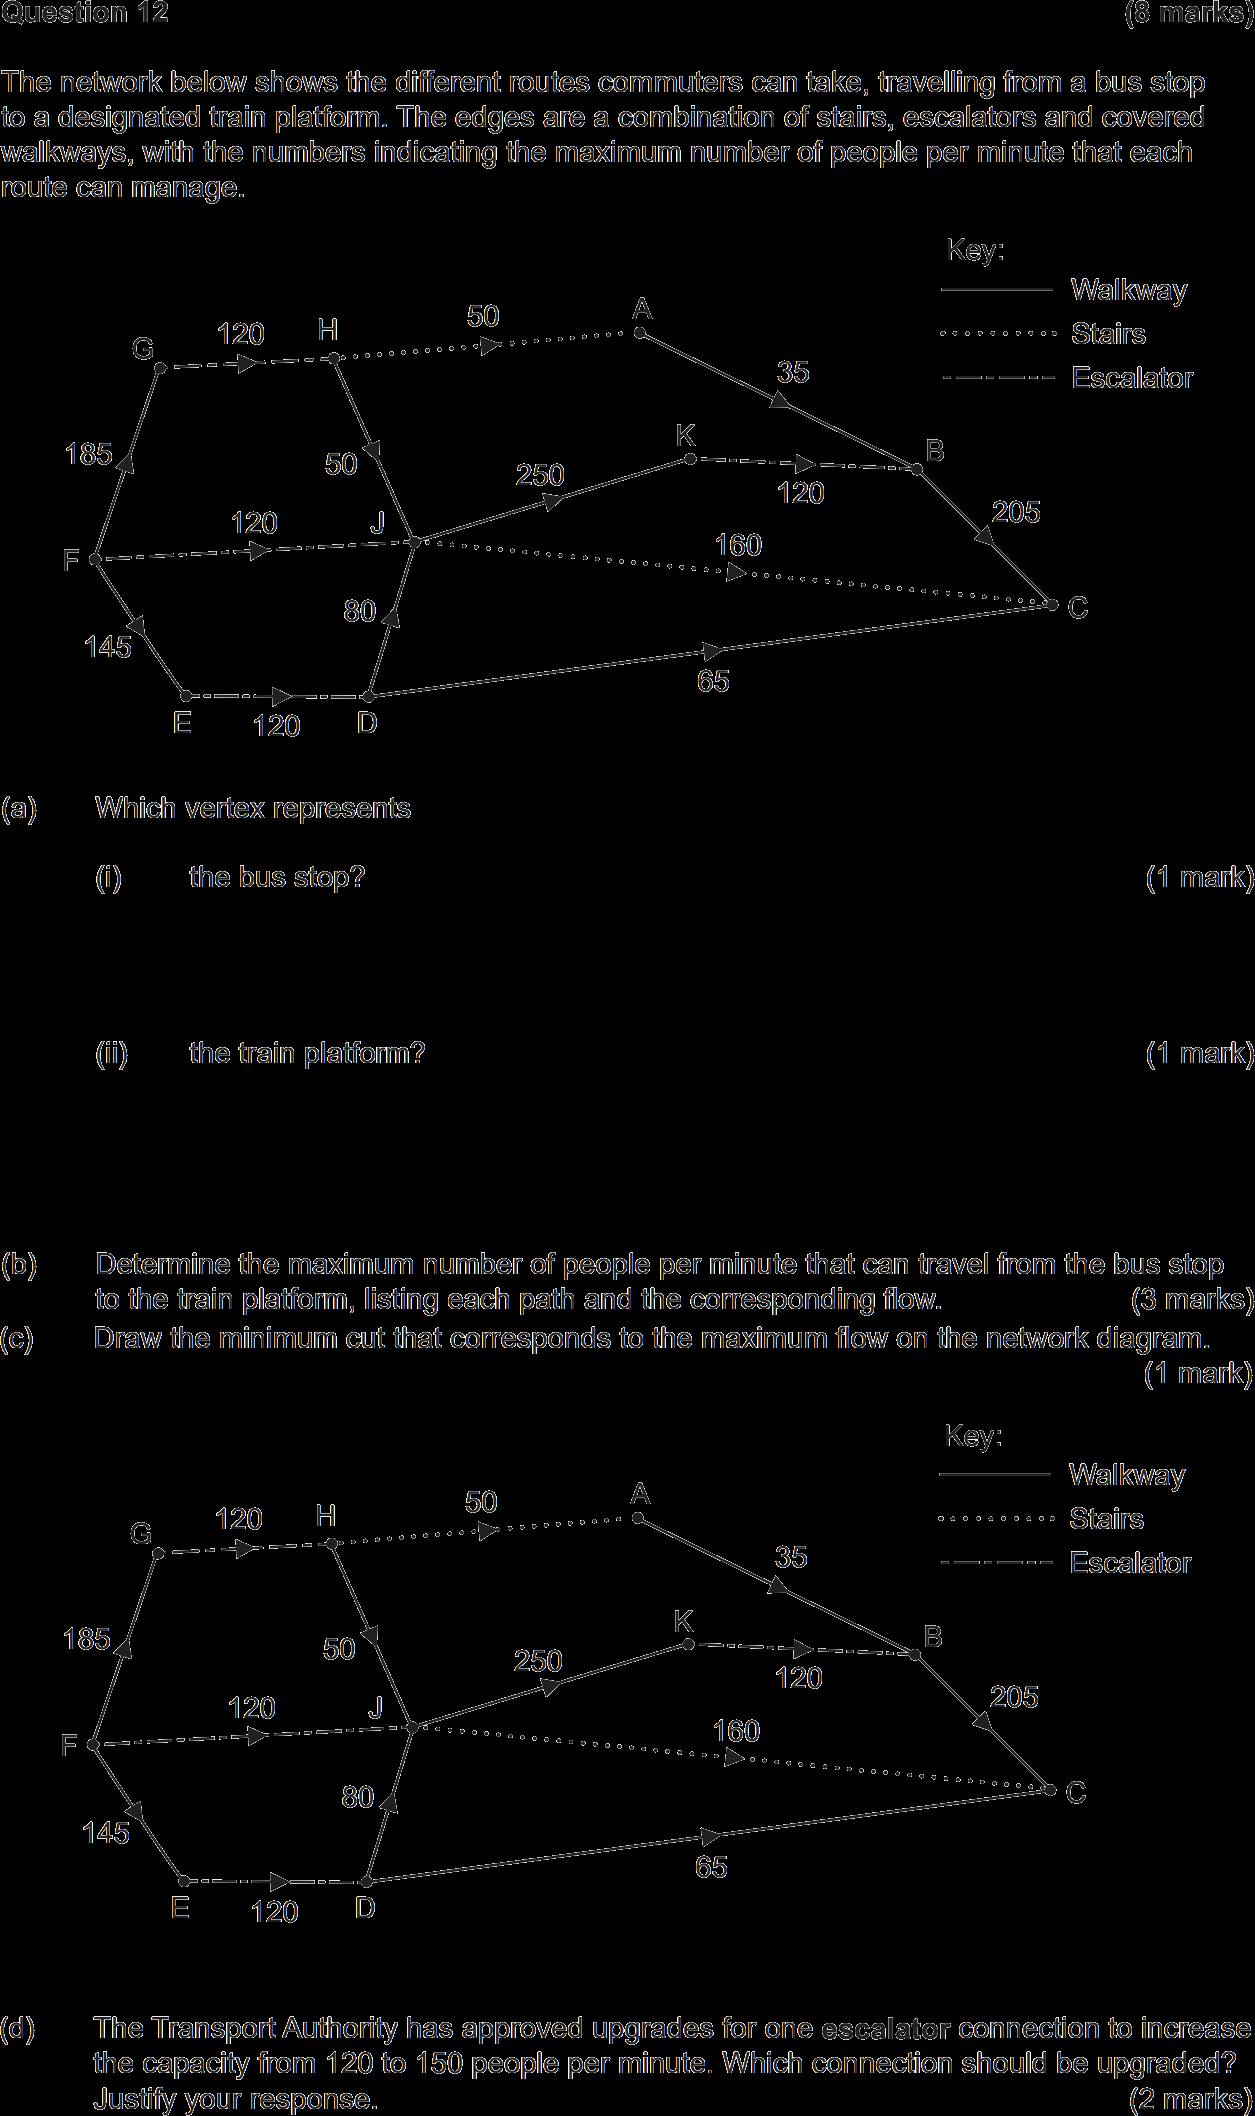 Question 12 (8 marks)
The network below shows the different routes commuters can take, travelling from a bus stop
to a designated train platform. The edges are a combination of stairs, escalators and covered
walkways, with the numbers indicating the maximum number of people per minute that each
route can manage.
Key:
Walkway
Stairs
Escalator
A
50
H
120
G
35
K
B
185
50
250
120
205
J
120
160
F
C
80
145
65
E
120
D
(a) Which vertex represents
(i) the bus stop? (1 mark)
(ii) the train platform? (1 mark)
(b) Determine the maximum number of people per minute that can travel from the bus stop
to the train platform, listing each path and the corresponding flow. (3 marks)
(c) Draw the minimum cut that corresponds to the maximum flow on the network diagram.
(1 mark)
Key:
Walkway
Stairs
Escalator
A
50
H
120
G
35
K
B
185
50
250
120
205
J
120
160
F
C
80
145
65
E
120
D
(d) The Transport Authority has approved upgrades for one escalator connection to increase
the capacity from 120 to 150 people per minute. Which connection should be upgraded?
Justify your response. (2 marks)